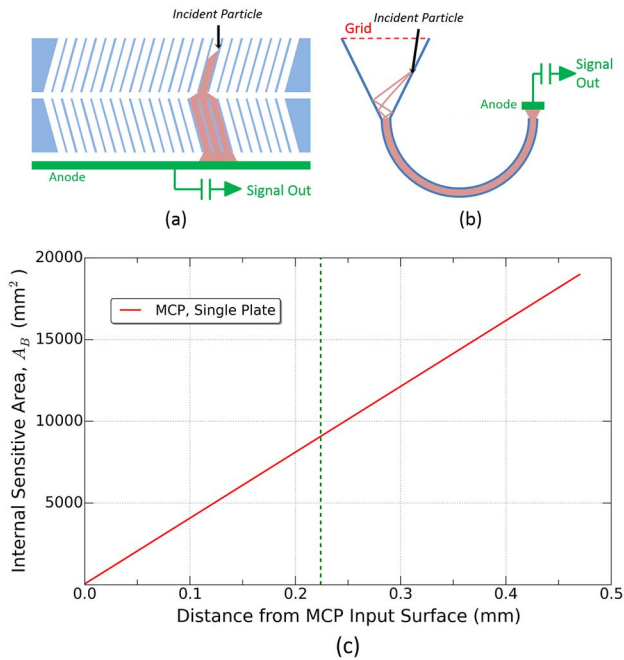 Incident Particle
Anode
Signal Out
(a)
Grid
Incident Particle
Anode
Signal
Out
(b)
20000
15000
10000
5000
Internal Sensitive Area, A_B (mm²)
MCP, Single Plate
0.0 0.1 0.2 0.3 0.4 0.5
Distance from MCP Input Surface (mm)
(c)